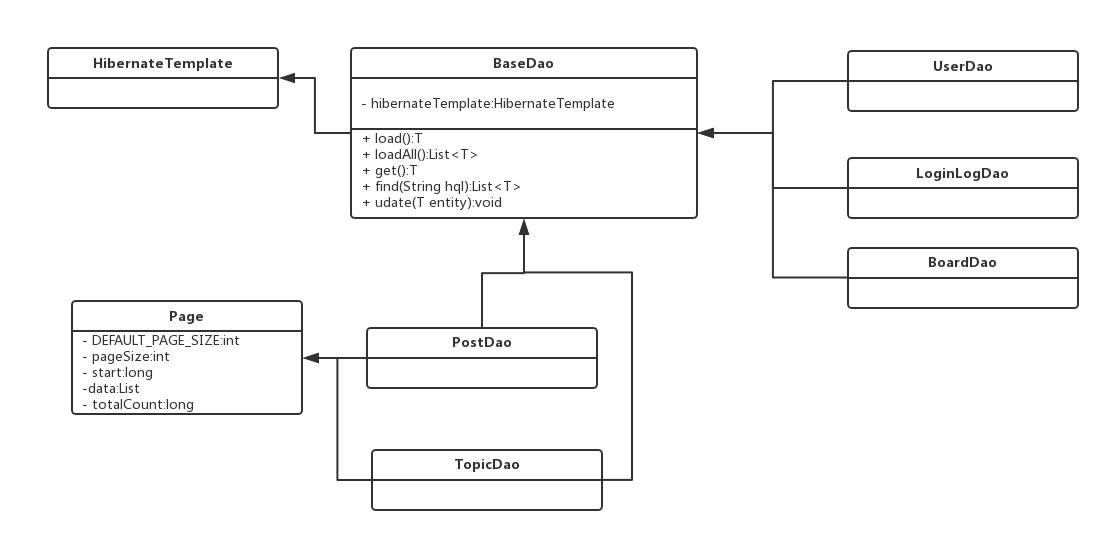 HibernateTemplate
BaseDao
- hibernateTemplate:HibernateTemplate
+ load():T
+ loadAll():List<T>
+ get():T
+ find(String hql):List<T>
+ udate(T entity):void
UserDao
LoginLogDao
BoardDao
Page
- DEFAULT_PAGE_SIZE:int
- pageSize:int
- start:long
-data:List
- totalCount:long
PostDao
TopicDao